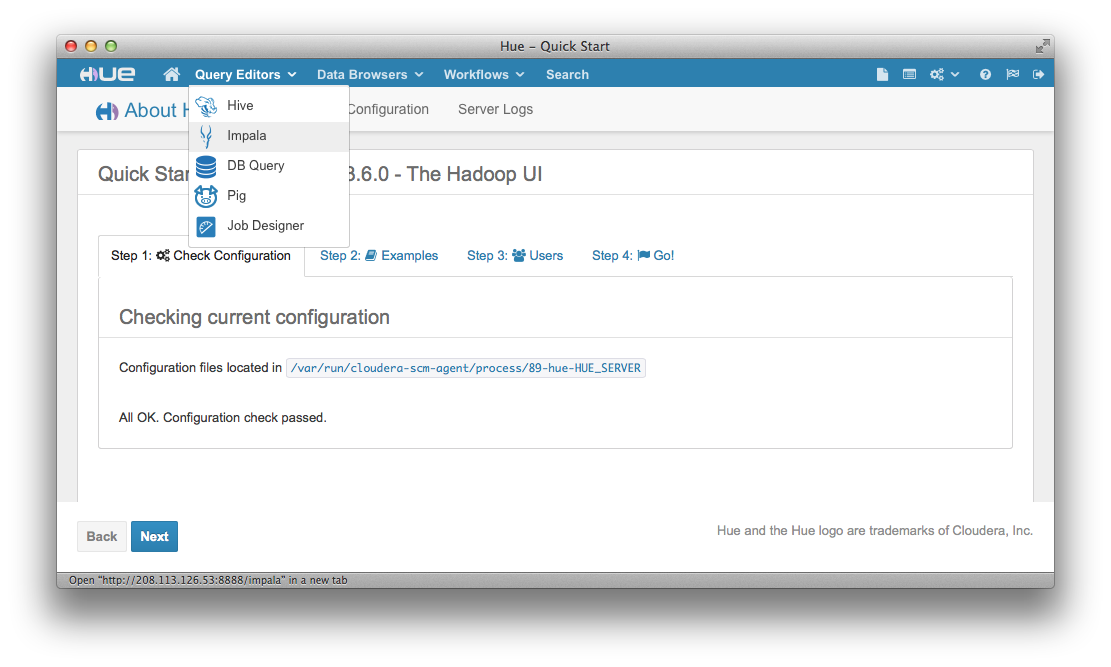 Hue – Quick Start
HUE Query Editors Data Browsers Workflows Search
About H
Configuration Server Logs
Hive
Impala
DB Query
Pig
Job Designer
Quick Star
3.6.0 - The Hadoop UI
Step 1: Check Configuration Step 2: Examples Step 3: Users Step 4: Go!
Checking current configuration
Configuration files located in /var/run/cloudera-scm-agent/process/89-hue-HUE_SERVER
All OK. Configuration check passed.
Back Next
Hue and the Hue logo are trademarks of Cloudera, Inc.
Open "http://208.113.126.53:8888/impala" in a new tab